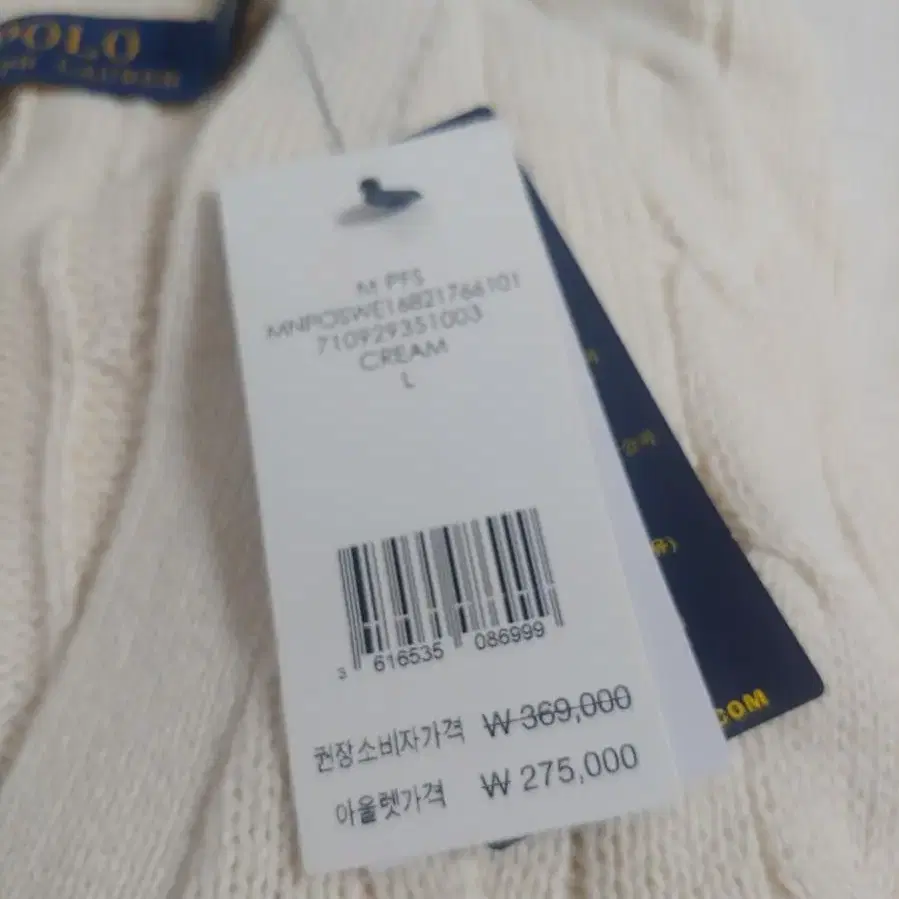 POLO
LAUREN
M PFS
MNPOSWE16821766101
710929351003
CREAM
L
3 616535 086999
권장소비자가격 ₩ 369,000
아울렛가격 ₩ 275,000
.COM